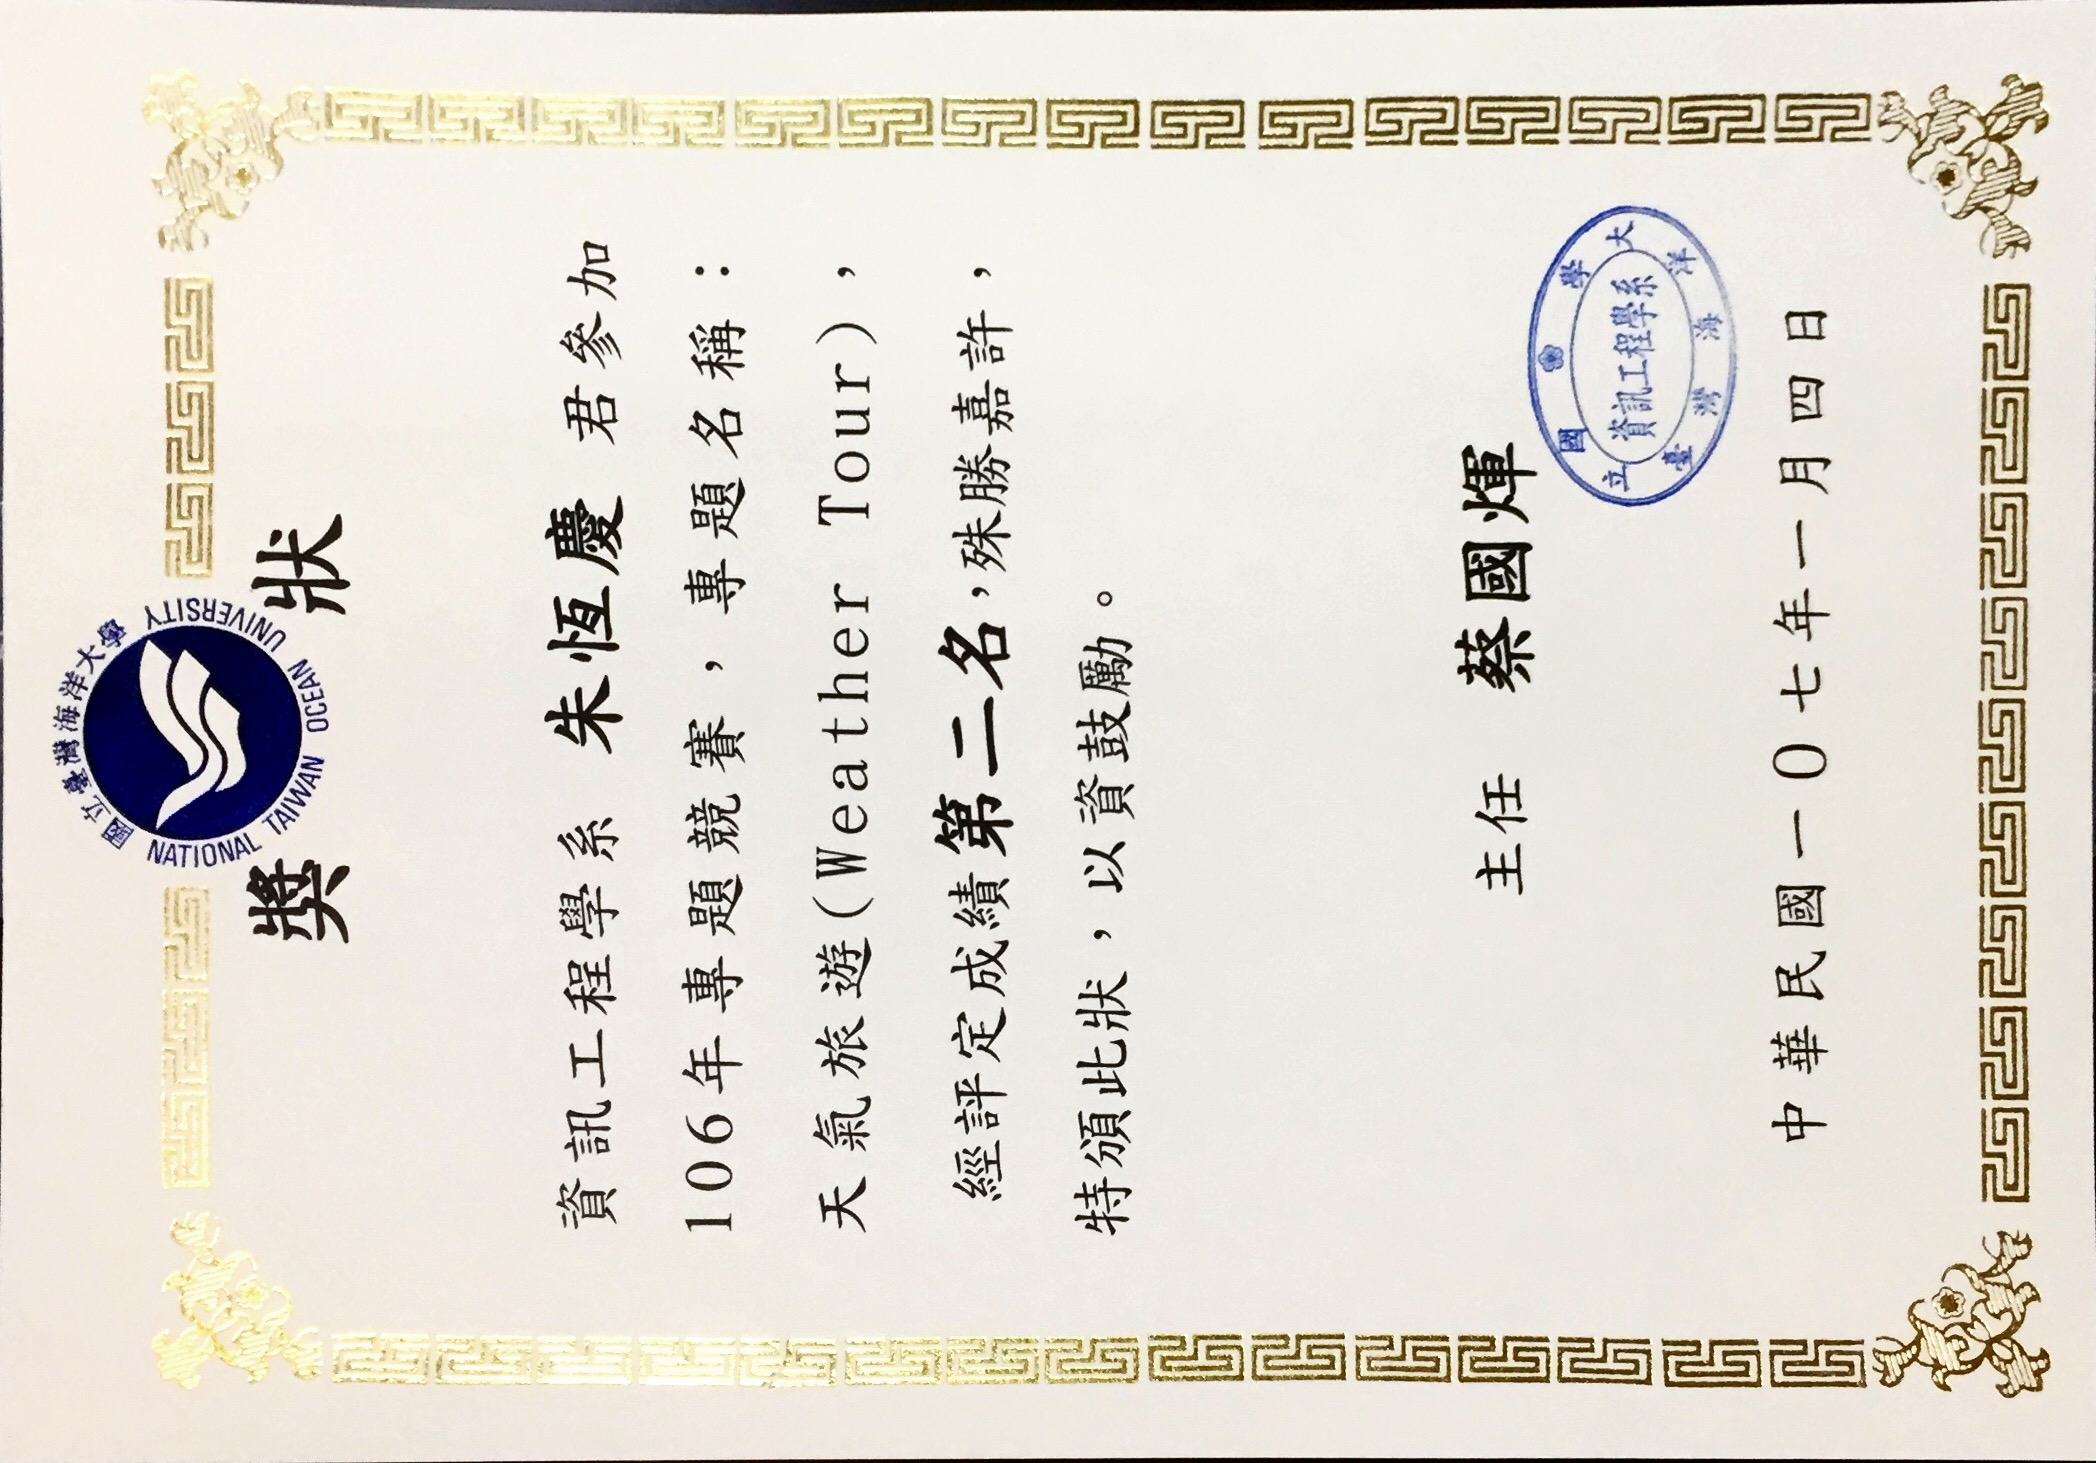 國立臺灣海洋大學
NATIONAL TAIWAN OCEAN UNIVERSITY
獎狀
資訊工程學系 朱恆慶 君參加
106年專題競賽，專題名稱：
天氣旅遊(Weather Tour)，
經評定成績第二名，殊勝嘉許，
特頒此狀，以資鼓勵。
主任 蔡國煇
國立臺灣海洋大學
資訊工程學系
中華民國一０七年一月四日